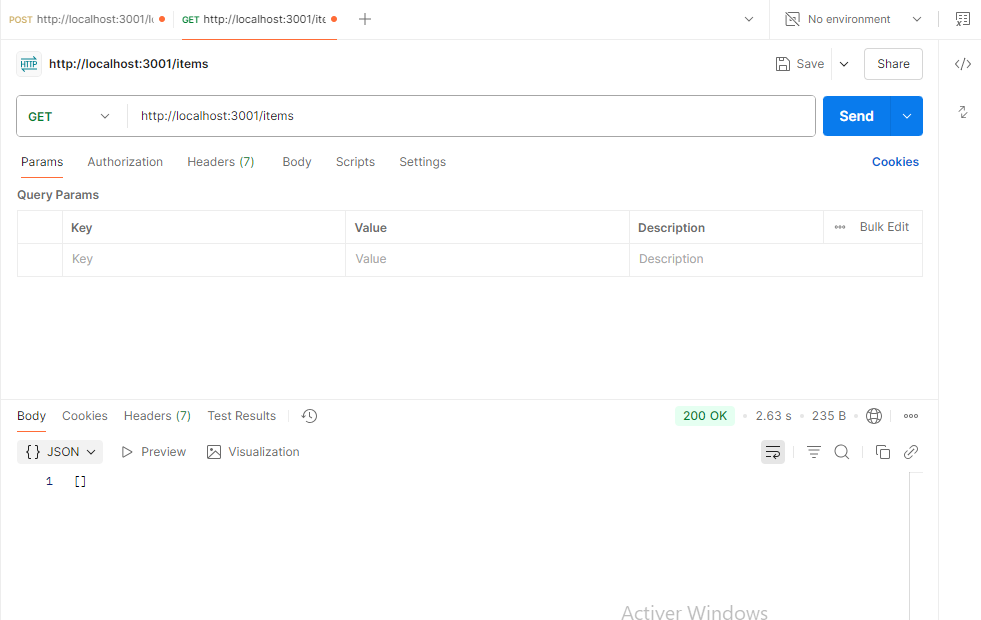 POST http://localhost:3001/l GET http://localhost:3001/ite No environment
HTTP http://localhost:3001/items Save Share
GET http://localhost:3001/items Send
Params Authorization Headers (7) Body Scripts Settings Cookies
Query Params
Key Value Description Bulk Edit
Key Value Description
Body Cookies Headers (7) Test Results 200 OK 2.63 s 235 B
{} JSON Preview Visualization
1 []
Activer Windows